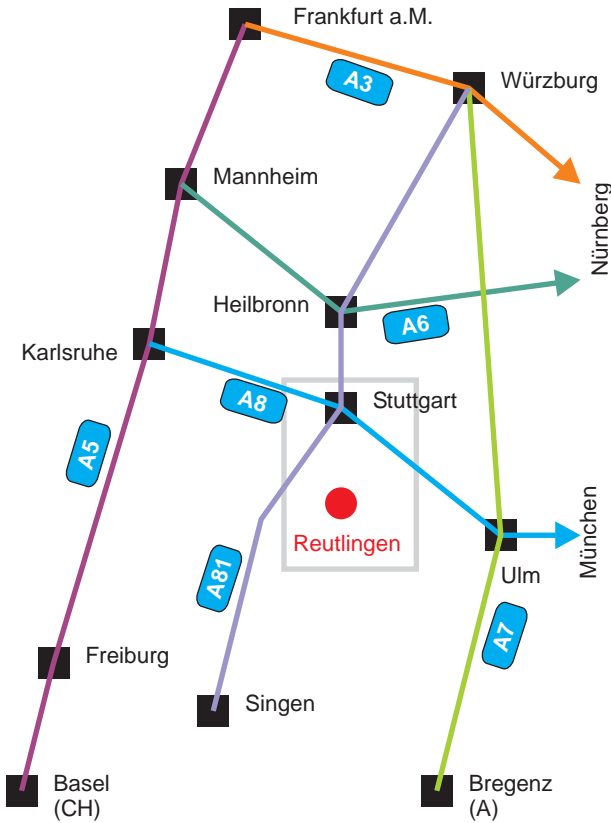 Frankfurt a.M.
A3
Würzburg
Mannheim
Nürnberg
Heilbronn
A6
Karlsruhe
A8
Stuttgart
A5
Reutlingen
München
A81
Ulm
A7
Freiburg
Singen
Basel
(CH)
Bregenz
(A)